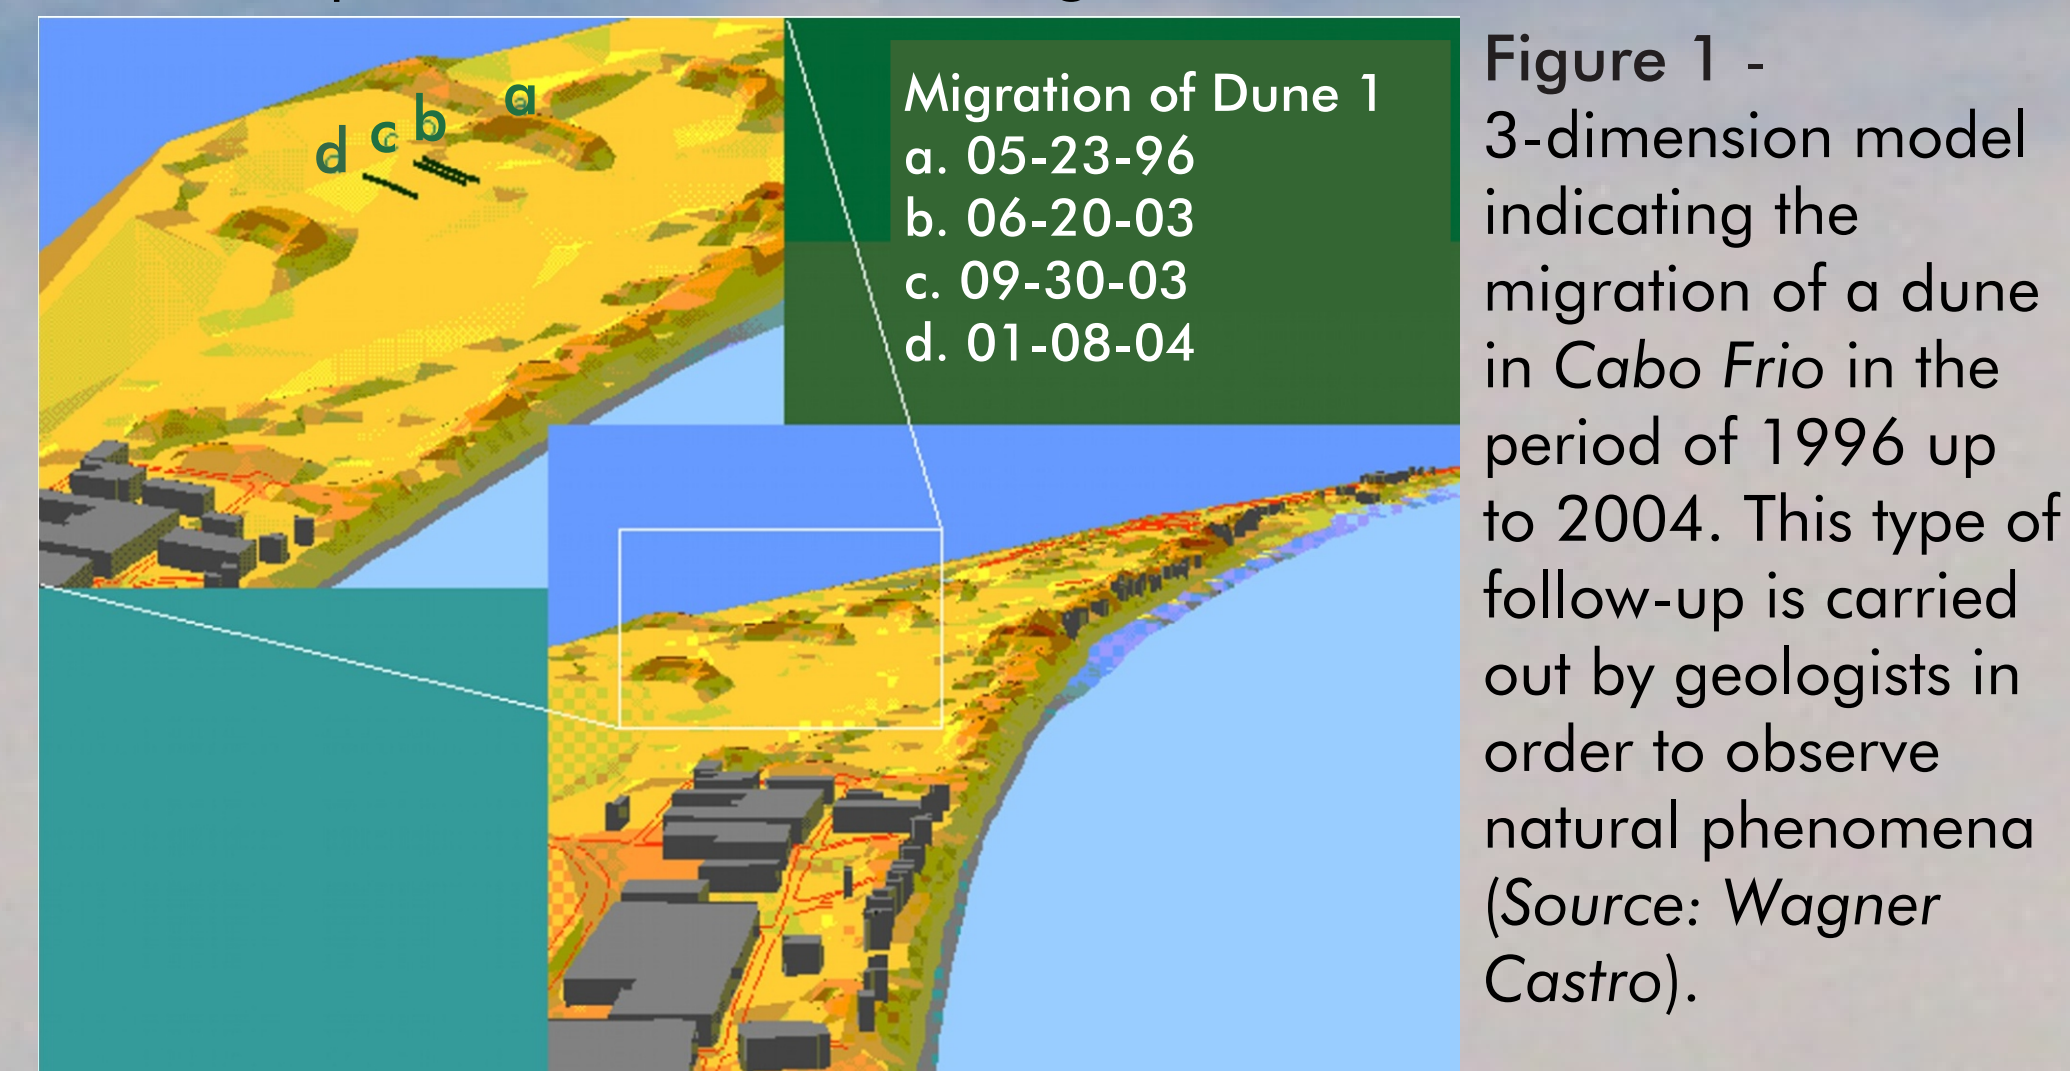 a
b
c
d
Migration of Dune 1
a. 05-23-96
b. 06-20-03
c. 09-30-03
d. 01-08-04
Figure 1 -
3-dimension model
indicating the
migration of a dune
in Cabo Frio in the
period of 1996 up
to 2004. This type of
follow-up is carried
out by geologists in
order to observe
natural phenomena
(Source: Wagner
Castro).